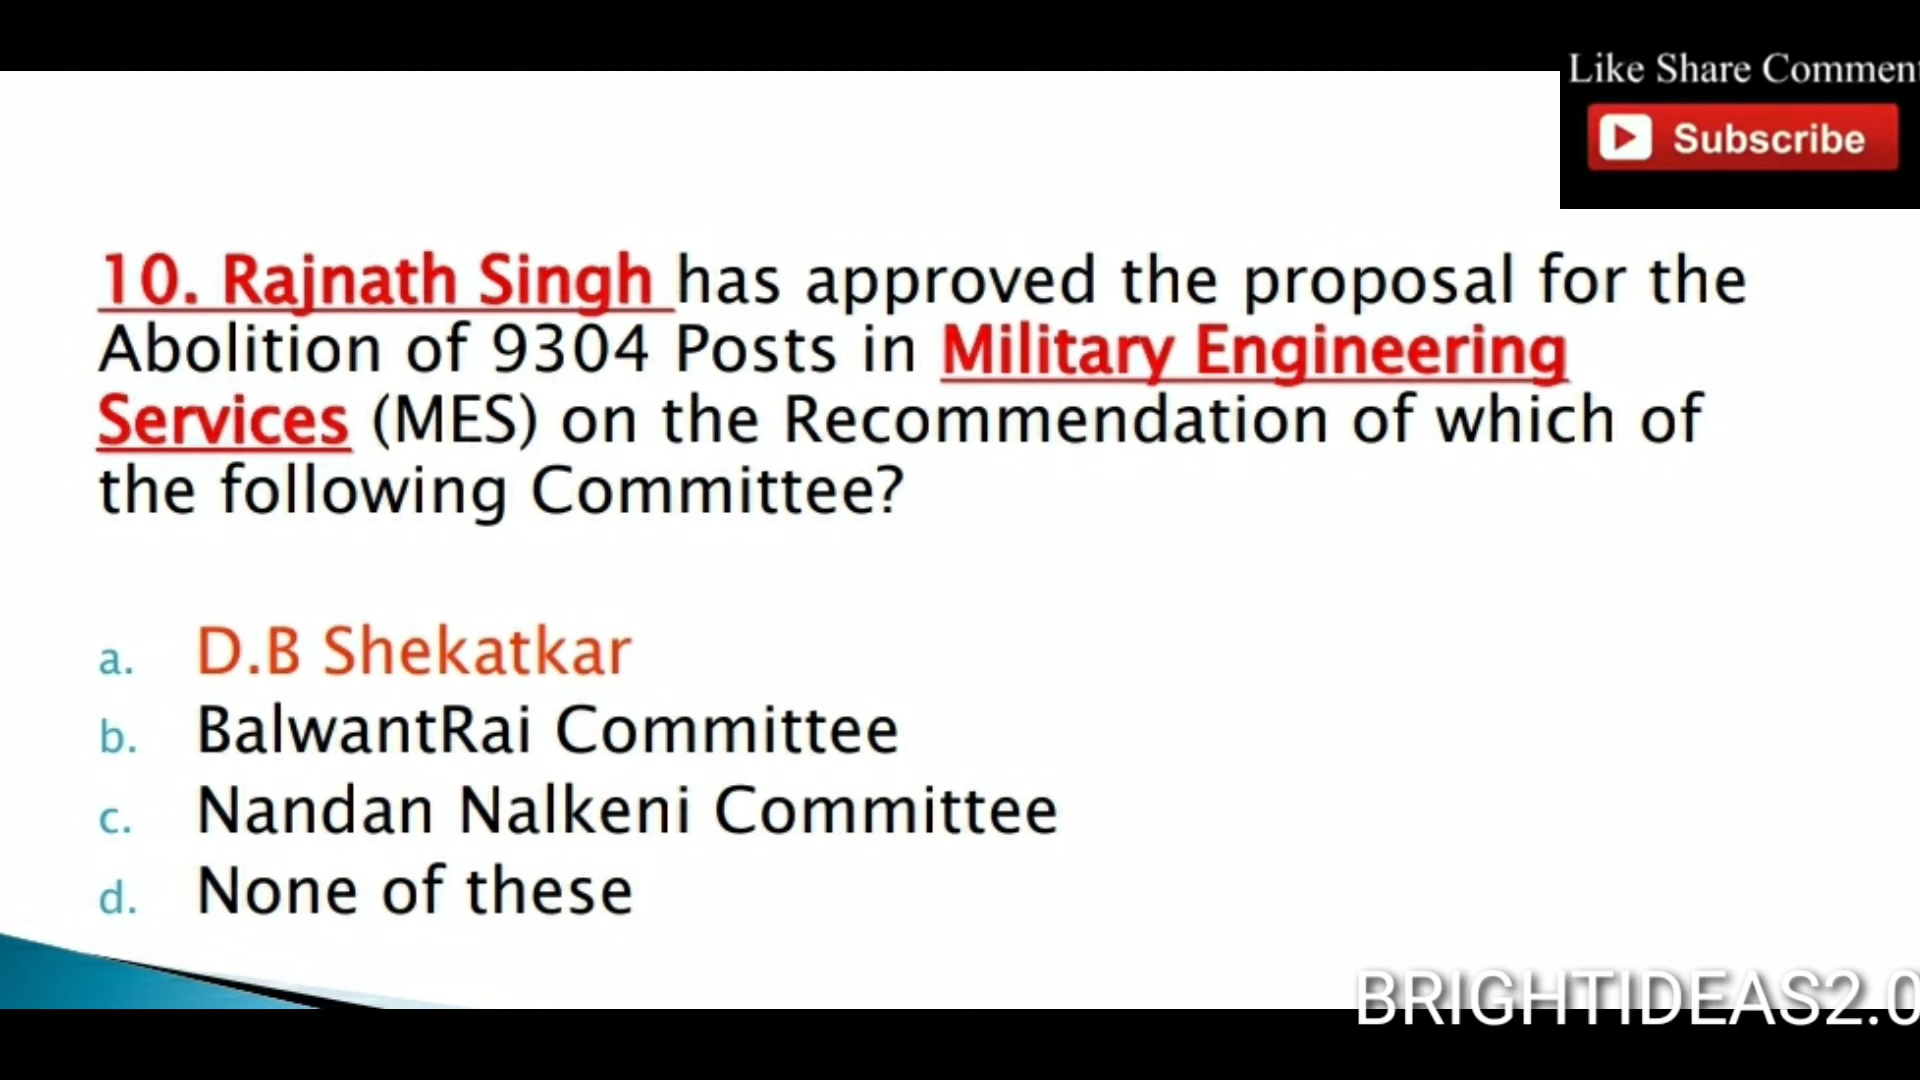 Like Share Commen
Subscribe
10. Rajnath Singh has approved the proposal for the
Abolition of 9304 Posts in Military Engineering
Services (MES) on the Recommendation of which of
the following Committee?
a. D.B Shekatkar
b. BalwantRai Committee
c. Nandan Nalkeni Committee
d. None of these
BRIGHTIDEAS2.0